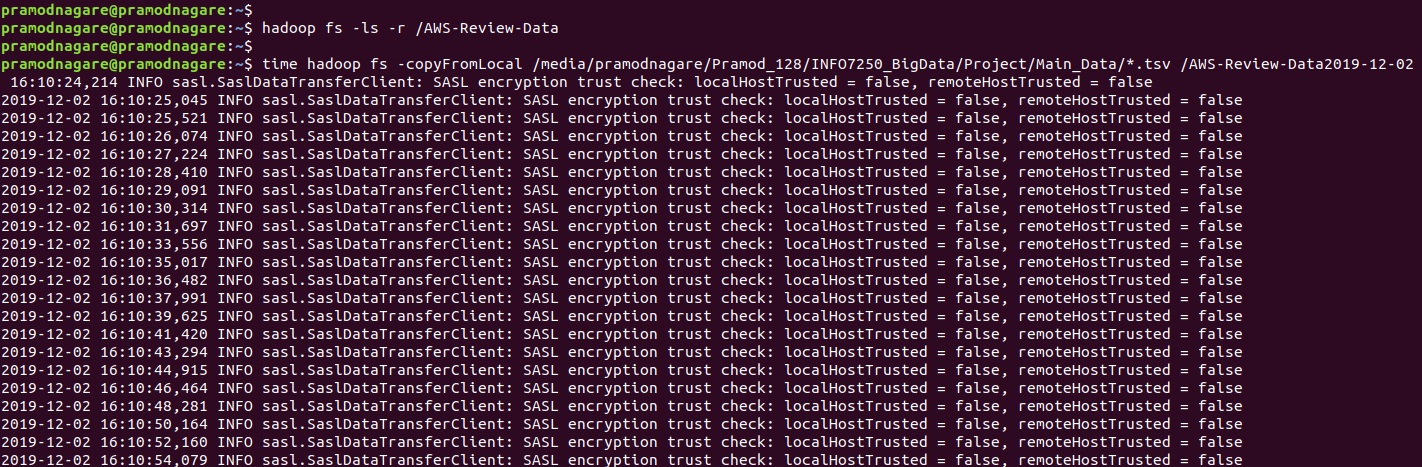 pramodnagare@pramodnagare:~$
pramodnagare@pramodnagare:~$ hadoop fs -ls -r /AWS-Review-Data
pramodnagare@pramodnagare:~$
pramodnagare@pramodnagare:~$ time hadoop fs -copyFromLocal /media/pramodnagare/Pramod_128/INFO7250_BigData/Project/Main_Data/*.tsv /AWS-Review-Data2019-12-02
 16:10:24,214 INFO sasl.SaslDataTransferClient: SASL encryption trust check: localHostTrusted = false, remoteHostTrusted = false
2019-12-02 16:10:25,045 INFO sasl.SaslDataTransferClient: SASL encryption trust check: localHostTrusted = false, remoteHostTrusted = false
2019-12-02 16:10:25,521 INFO sasl.SaslDataTransferClient: SASL encryption trust check: localHostTrusted = false, remoteHostTrusted = false
2019-12-02 16:10:26,074 INFO sasl.SaslDataTransferClient: SASL encryption trust check: localHostTrusted = false, remoteHostTrusted = false
2019-12-02 16:10:27,224 INFO sasl.SaslDataTransferClient: SASL encryption trust check: localHostTrusted = false, remoteHostTrusted = false
2019-12-02 16:10:28,410 INFO sasl.SaslDataTransferClient: SASL encryption trust check: localHostTrusted = false, remoteHostTrusted = false
2019-12-02 16:10:29,091 INFO sasl.SaslDataTransferClient: SASL encryption trust check: localHostTrusted = false, remoteHostTrusted = false
2019-12-02 16:10:30,314 INFO sasl.SaslDataTransferClient: SASL encryption trust check: localHostTrusted = false, remoteHostTrusted = false
2019-12-02 16:10:31,697 INFO sasl.SaslDataTransferClient: SASL encryption trust check: localHostTrusted = false, remoteHostTrusted = false
2019-12-02 16:10:33,556 INFO sasl.SaslDataTransferClient: SASL encryption trust check: localHostTrusted = false, remoteHostTrusted = false
2019-12-02 16:10:35,017 INFO sasl.SaslDataTransferClient: SASL encryption trust check: localHostTrusted = false, remoteHostTrusted = false
2019-12-02 16:10:36,482 INFO sasl.SaslDataTransferClient: SASL encryption trust check: localHostTrusted = false, remoteHostTrusted = false
2019-12-02 16:10:37,991 INFO sasl.SaslDataTransferClient: SASL encryption trust check: localHostTrusted = false, remoteHostTrusted = false
2019-12-02 16:10:39,625 INFO sasl.SaslDataTransferClient: SASL encryption trust check: localHostTrusted = false, remoteHostTrusted = false
2019-12-02 16:10:41,420 INFO sasl.SaslDataTransferClient: SASL encryption trust check: localHostTrusted = false, remoteHostTrusted = false
2019-12-02 16:10:43,294 INFO sasl.SaslDataTransferClient: SASL encryption trust check: localHostTrusted = false, remoteHostTrusted = false
2019-12-02 16:10:44,915 INFO sasl.SaslDataTransferClient: SASL encryption trust check: localHostTrusted = false, remoteHostTrusted = false
2019-12-02 16:10:46,464 INFO sasl.SaslDataTransferClient: SASL encryption trust check: localHostTrusted = false, remoteHostTrusted = false
2019-12-02 16:10:48,281 INFO sasl.SaslDataTransferClient: SASL encryption trust check: localHostTrusted = false, remoteHostTrusted = false
2019-12-02 16:10:50,164 INFO sasl.SaslDataTransferClient: SASL encryption trust check: localHostTrusted = false, remoteHostTrusted = false
2019-12-02 16:10:52,160 INFO sasl.SaslDataTransferClient: SASL encryption trust check: localHostTrusted = false, remoteHostTrusted = false
2019-12-02 16:10:54,079 INFO sasl.SaslDataTransferClient: SASL encryption trust check: localHostTrusted = false, remoteHostTrusted = false